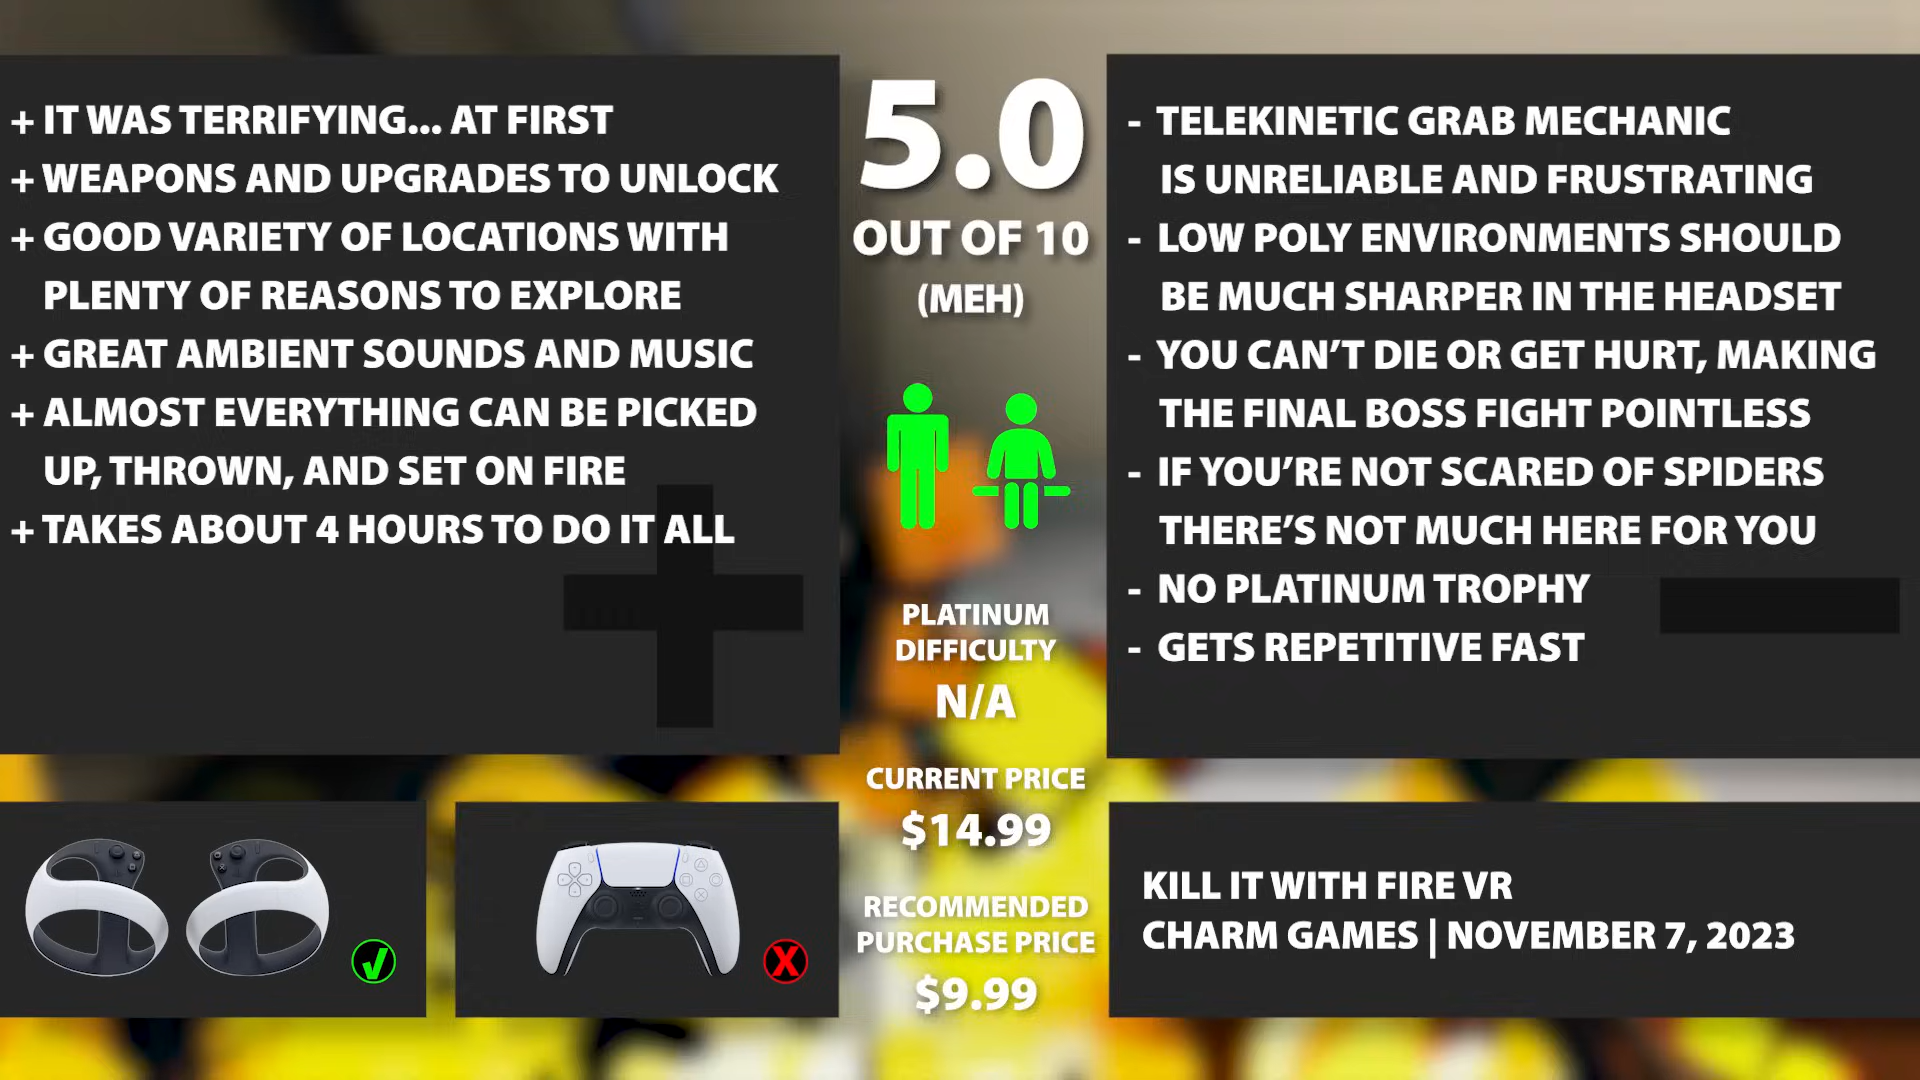 + IT WAS TERRIFYING... AT FIRST
+ WEAPONS AND UPGRADES TO UNLOCK
+ GOOD VARIETY OF LOCATIONS WITH
PLENTY OF REASONS TO EXPLORE
+ GREAT AMBIENT SOUNDS AND MUSIC
+ ALMOST EVERYTHING CAN BE PICKED
UP, THROWN, AND SET ON FIRE
+ TAKES ABOUT 4 HOURS TO DO IT ALL
5.0
OUT OF 10
(MEH)
PLATINUM
DIFFICULTY
N/A
CURRENT PRICE
$14.99
RECOMMENDED
PURCHASE PRICE
$9.99
- TELEKINETIC GRAB MECHANIC
IS UNRELIABLE AND FRUSTRATING
- LOW POLY ENVIRONMENTS SHOULD
BE MUCH SHARPER IN THE HEADSET
- YOU CAN'T DIE OR GET HURT, MAKING
THE FINAL BOSS FIGHT POINTLESS
- IF YOU'RE NOT SCARED OF SPIDERS
THERE'S NOT MUCH HERE FOR YOU
- NO PLATINUM TROPHY
- GETS REPETITIVE FAST
KILL IT WITH FIRE VR
CHARM GAMES | NOVEMBER 7, 2023